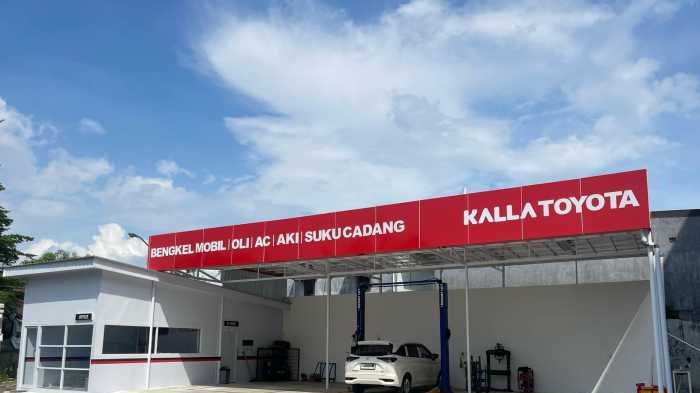 BENGKEL MOBIL | OLI | AC | AKI | SUKU CADANG
KALLA TOYOTA